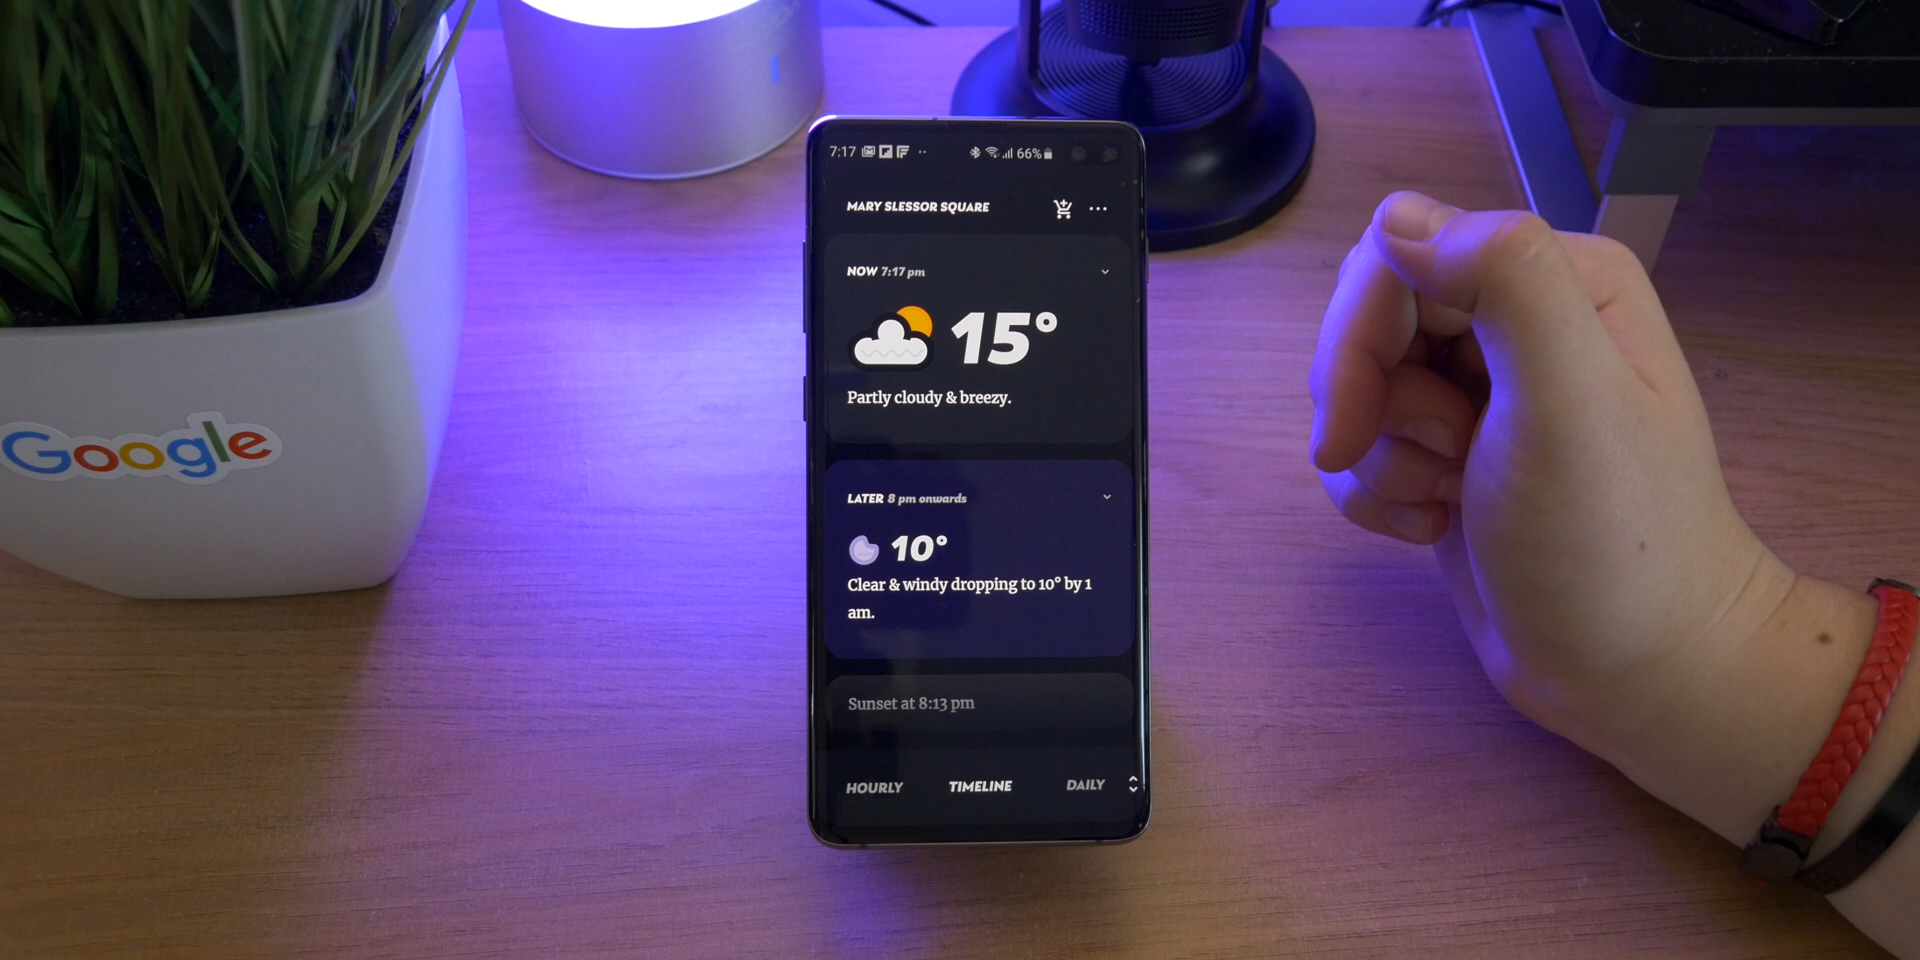 7:17
66%
MARY SLESSOR SQUARE
NOW 7:17 pm
15°
Partly cloudy & breezy.
LATER 8 pm onwards
10°
Clear & windy dropping to 10° by 1
am.
Sunset at 8:13 pm
HOURLY TIMELINE DAILY
Google